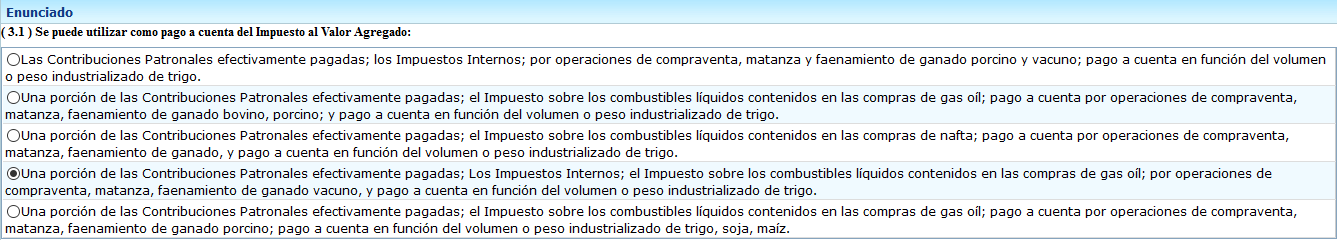 Enunciado
( 3.1 ) Se puede utilizar como pago a cuenta del Impuesto al Valor Agregado:
Las Contribuciones Patronales efectivamente pagadas; los Impuestos Internos; por operaciones de compraventa, matanza y faenamiento de ganado porcino y vacuno; pago a cuenta en función del volumen
o peso industrializado de trigo.
Una porción de las Contribuciones Patronales efectivamente pagadas; el Impuesto sobre los combustibles líquidos contenidos en las compras de gas oíl; pago a cuenta por operaciones de compraventa,
matanza, faenamiento de ganado bovino, porcino; y pago a cuenta en función del volumen o peso industrializado de trigo.
Una porción de las Contribuciones Patronales efectivamente pagadas; el Impuesto sobre los combustibles líquidos contenidos en las compras de nafta; pago a cuenta por operaciones de compraventa,
matanza, faenamiento de ganado, y pago a cuenta en función del volumen o peso industrializado de trigo.
Una porción de las Contribuciones Patronales efectivamente pagadas; Los Impuestos Internos; el Impuesto sobre los combustibles líquidos contenidos en las compras de gas oíl; por operaciones de
compraventa, matanza, faenamiento de ganado vacuno, y pago a cuenta en función del volumen o peso industrializado de trigo.
Una porción de las Contribuciones Patronales efectivamente pagadas; el Impuesto sobre los combustibles líquidos contenidos en las compras de gas oíl; pago a cuenta por operaciones de compraventa,
matanza, faenamiento de ganado porcino; pago a cuenta en función del volumen o peso industrializado de trigo, soja, maíz.